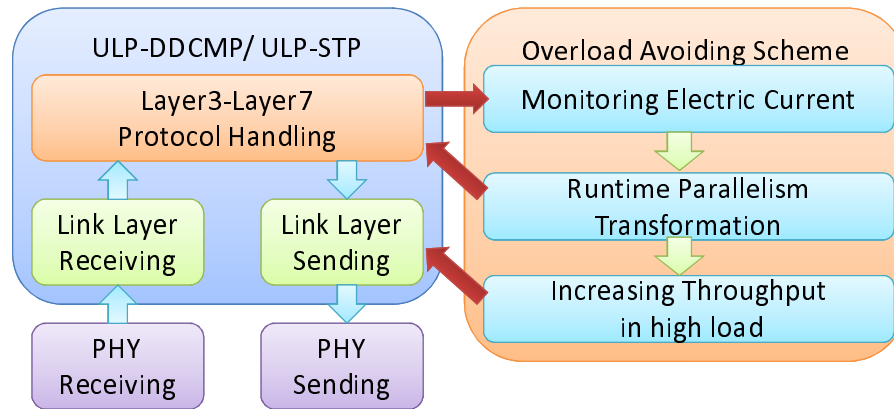 ULP-DDCMP/ ULP-STP
Layer3-Layer7
Protocol Handling
Link Layer
Receiving
Link Layer
Sending
PHY
Receiving
PHY
Sending
Overload Avoiding Scheme
Monitoring Electric Current
Runtime Parallelism
Transformation
Increasing Throughput
in high load